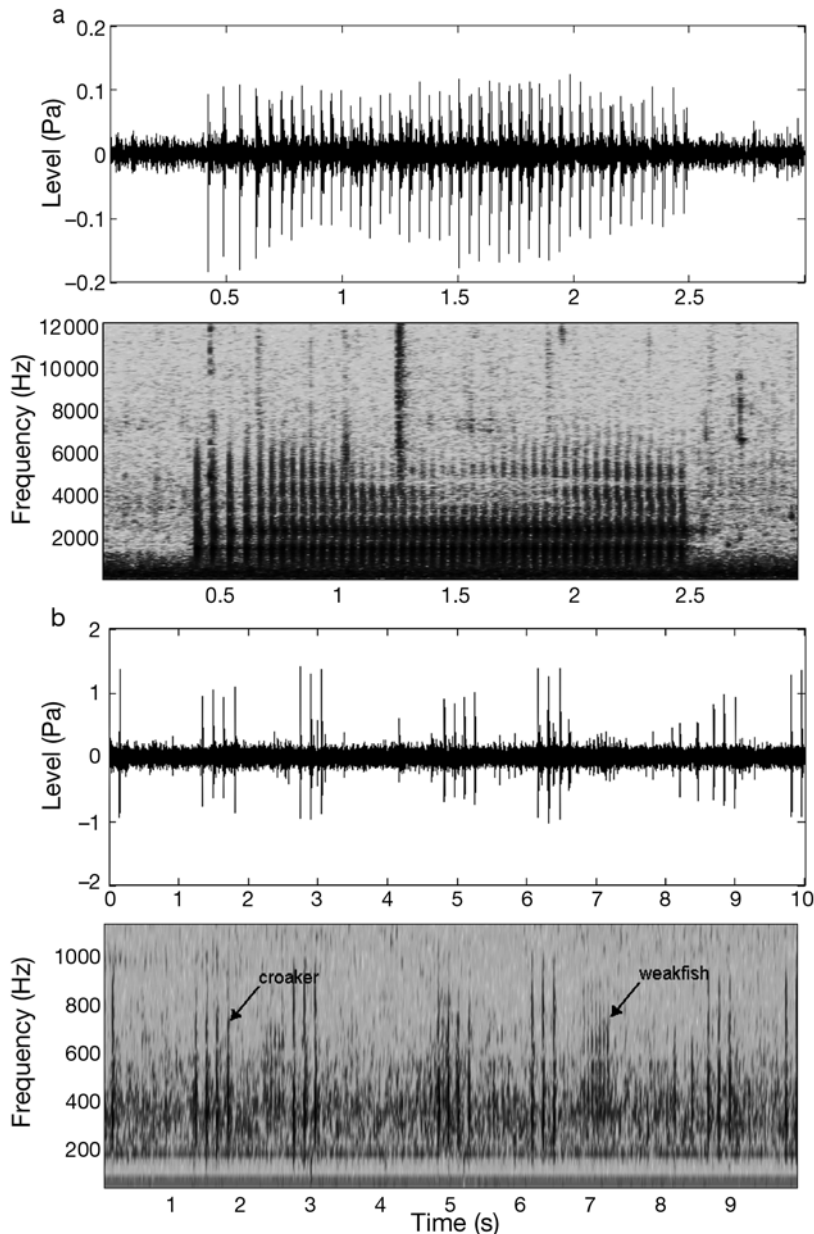 a
Level (Pa)
0.2
0.1
0
−0.1
−0.2
0.5 1 1.5 2 2.5
Frequency (Hz)
12000
10000
8000
6000
4000
2000
0.5 1 1.5 2 2.5
b
Level (Pa)
2
1
0
−1
−2
0 1 2 3 4 5 6 7 8 9 10
Frequency (Hz)
1000
800
600
400
200
croaker
weakfish
1 2 3 4 5 6 7 8 9
Time (s)